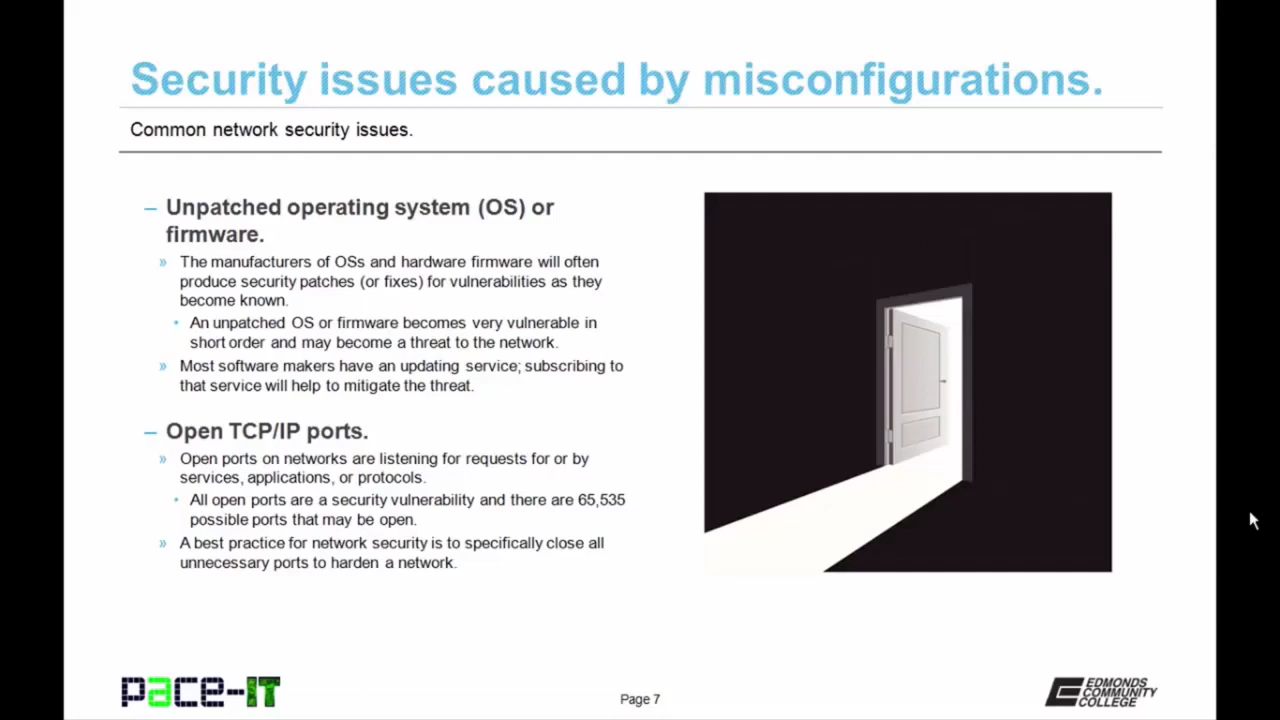 Security issues caused by misconfigurations.
Common network security issues.
– Unpatched operating system (OS) or
firmware.
» The manufacturers of OSs and hardware firmware will often
produce security patches (or fixes) for vulnerabilities as they
become known.
• An unpatched OS or firmware becomes very vulnerable in
short order and may become a threat to the network.
» Most software makers have an updating service; subscribing to
that service will help to mitigate the threat.
– Open TCP/IP ports.
» Open ports on networks are listening for requests for or by
services, applications, or protocols.
• All open ports are a security vulnerability and there are 65,535
possible ports that may be open.
» A best practice for network security is to specifically close all
unnecessary ports to harden a network.
pace-IT
Page 7
EDMONDS
COMMUNITY
COLLEGE